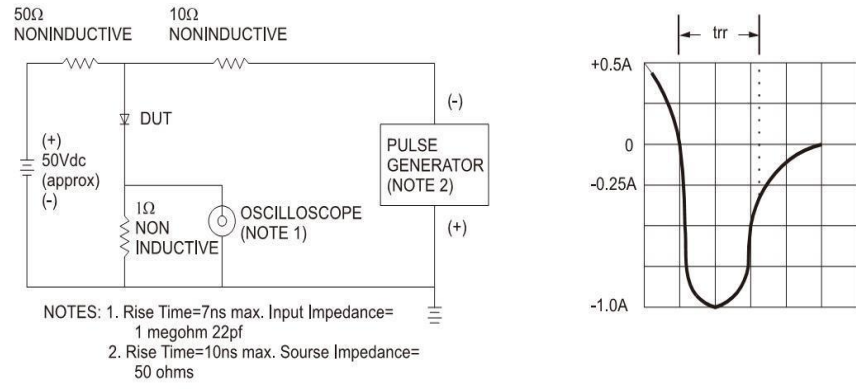 50Ω
NONINDUCTIVE
10Ω
NONINDUCTIVE
DUT
(+)
50Vdc
(approx)
(-)
1Ω
NON
INDUCTIVE
OSCILLOSCOPE
(NOTE 1)
(-)
PULSE
GENERATOR
(NOTE 2)
(+)
NOTES: 1. Rise Time=7ns max. Input Impedance=
1 megohm 22pf
2. Rise Time=10ns max. Sourse Impedance=
50 ohms
trr
+0.5A
0
-0.25A
-1.0A